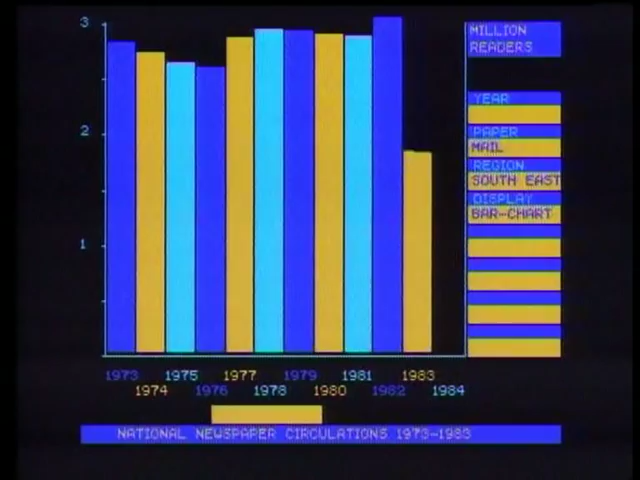 3
2
1
MILLION
READERS
YEAR
PAPER
MAIL
REGION
SOUTH EAST
DISPLAY
BAR-CHART
1973 1975 1977 1979 1981 1983
1974 1976 1978 1980 1982 1984
NATIONAL NEWSPAPER CIRCULATIONS 1973-1983